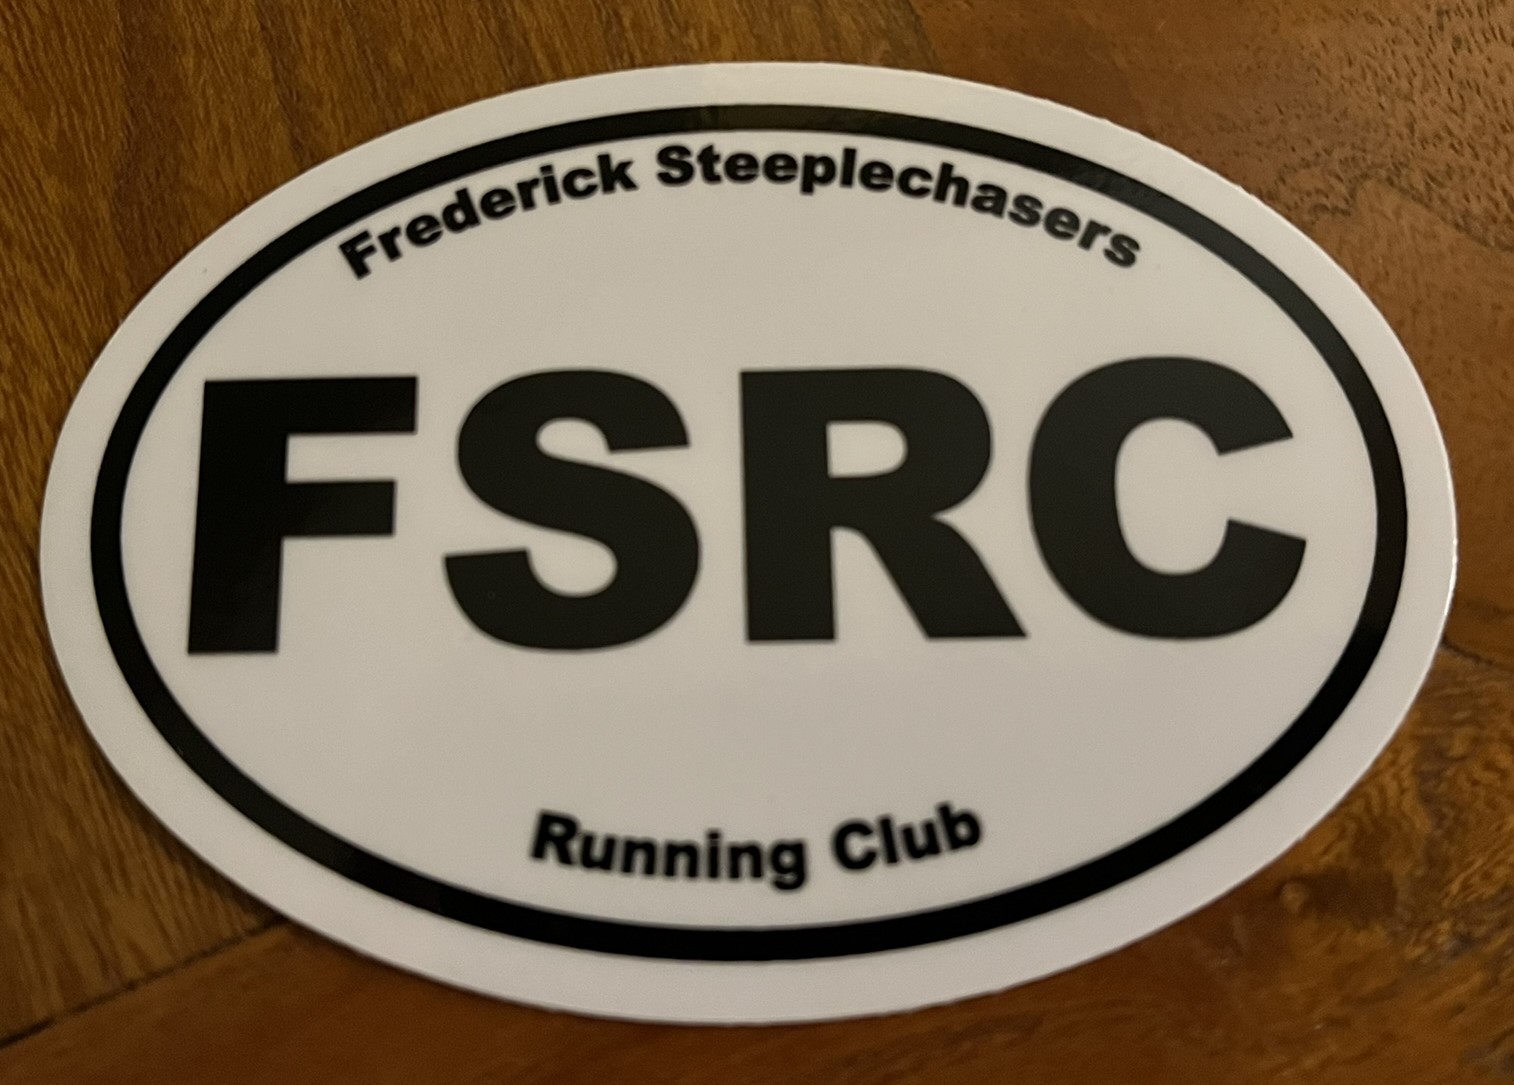 Frederick Steeplechasers
FSRC
Running Club